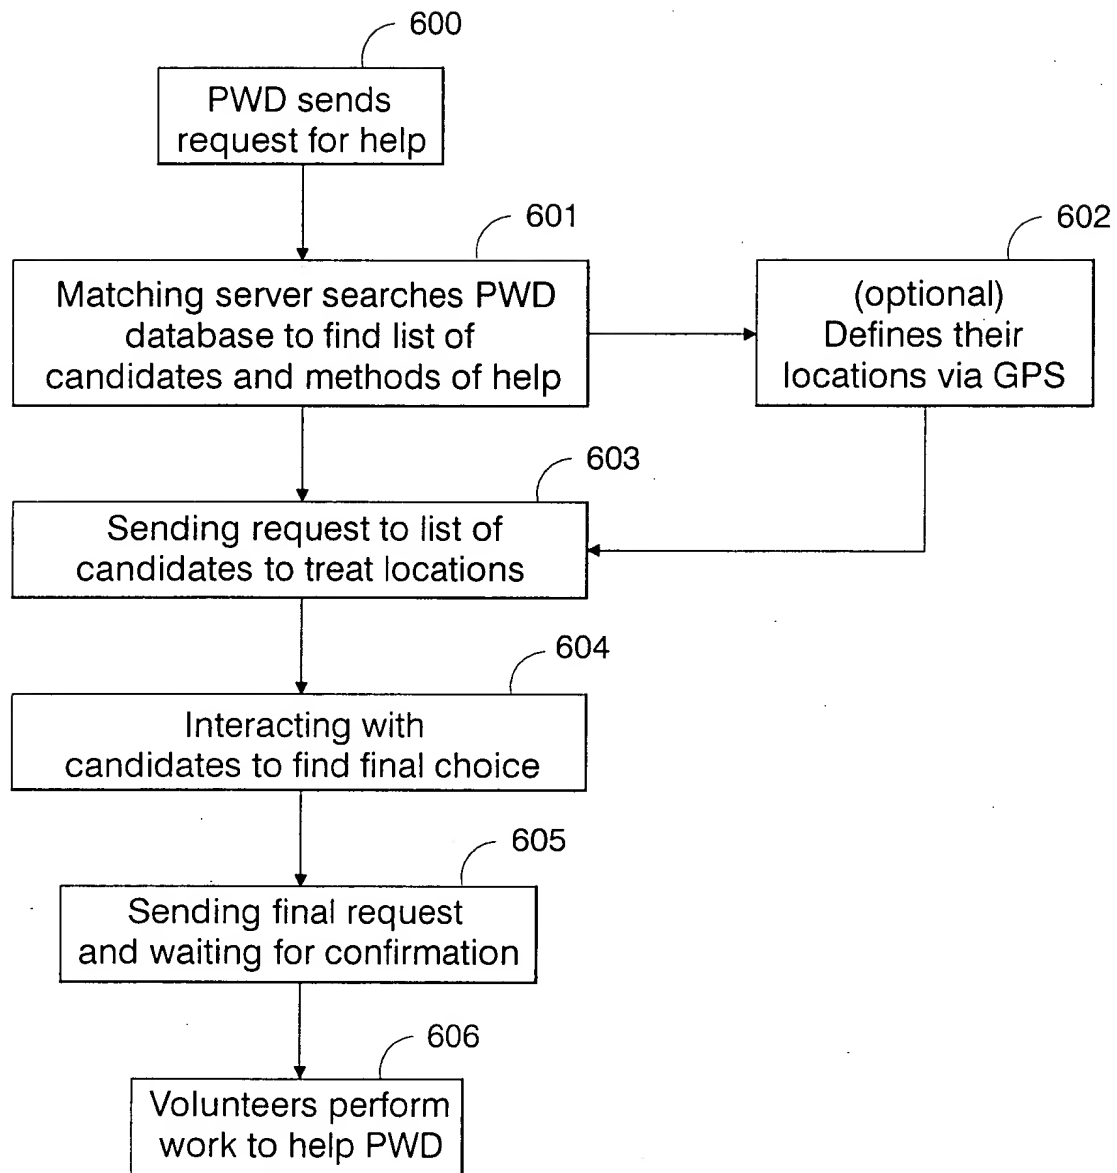 600
PWD sends
request for help
601
Matching server searches PWD
database to find list of
candidates and methods of help
602
(optional)
Defines their
locations via GPS
603
Sending request to list of
candidates to treat locations
604
Interacting with
candidates to find final choice
605
Sending final request
and waiting for confirmation
606
Volunteers perform
work to help PWD